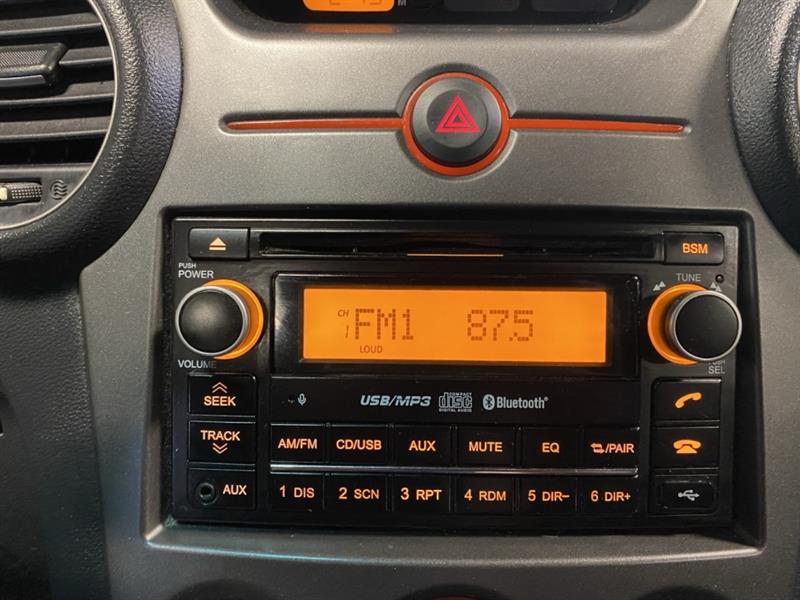 M
BSM
PUSH
POWER
TUNE
CH
1
FM1 87.5
LOUD
VOLUME
PUSH
SEL
SEEK
USB/MP3
COMPACT
disc
DIGITAL AUDIO
Bluetooth®
TRACK
AM/FM
CD/USB
AUX
MUTE
EQ
/PAIR
AUX
1 DIS
2 SCN
3 RPT
4 RDM
5 DIR-
6 DIR+